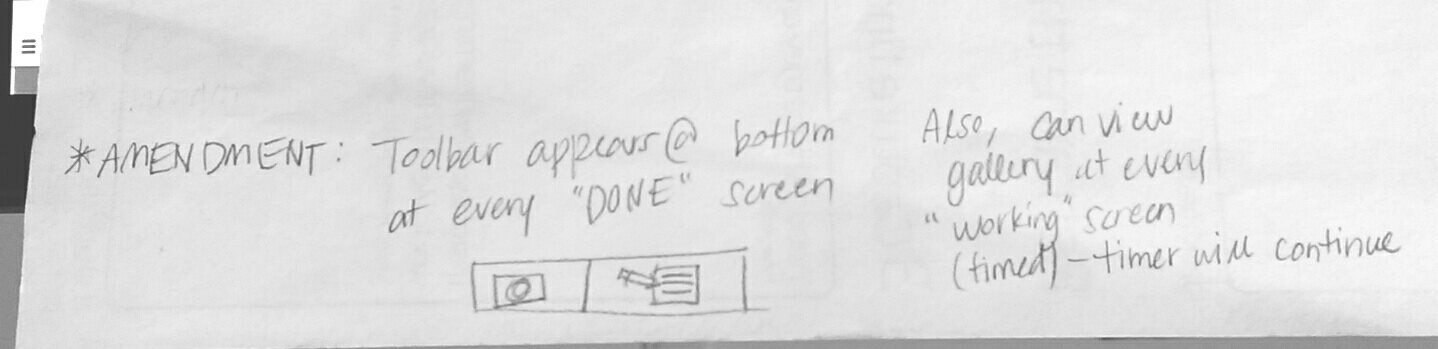 *AMENDMENT: Toolbar appears @ bottom
at every "DONE" screen
Also, can view
gallery at every
"working" screen
(timed) - timer will continue